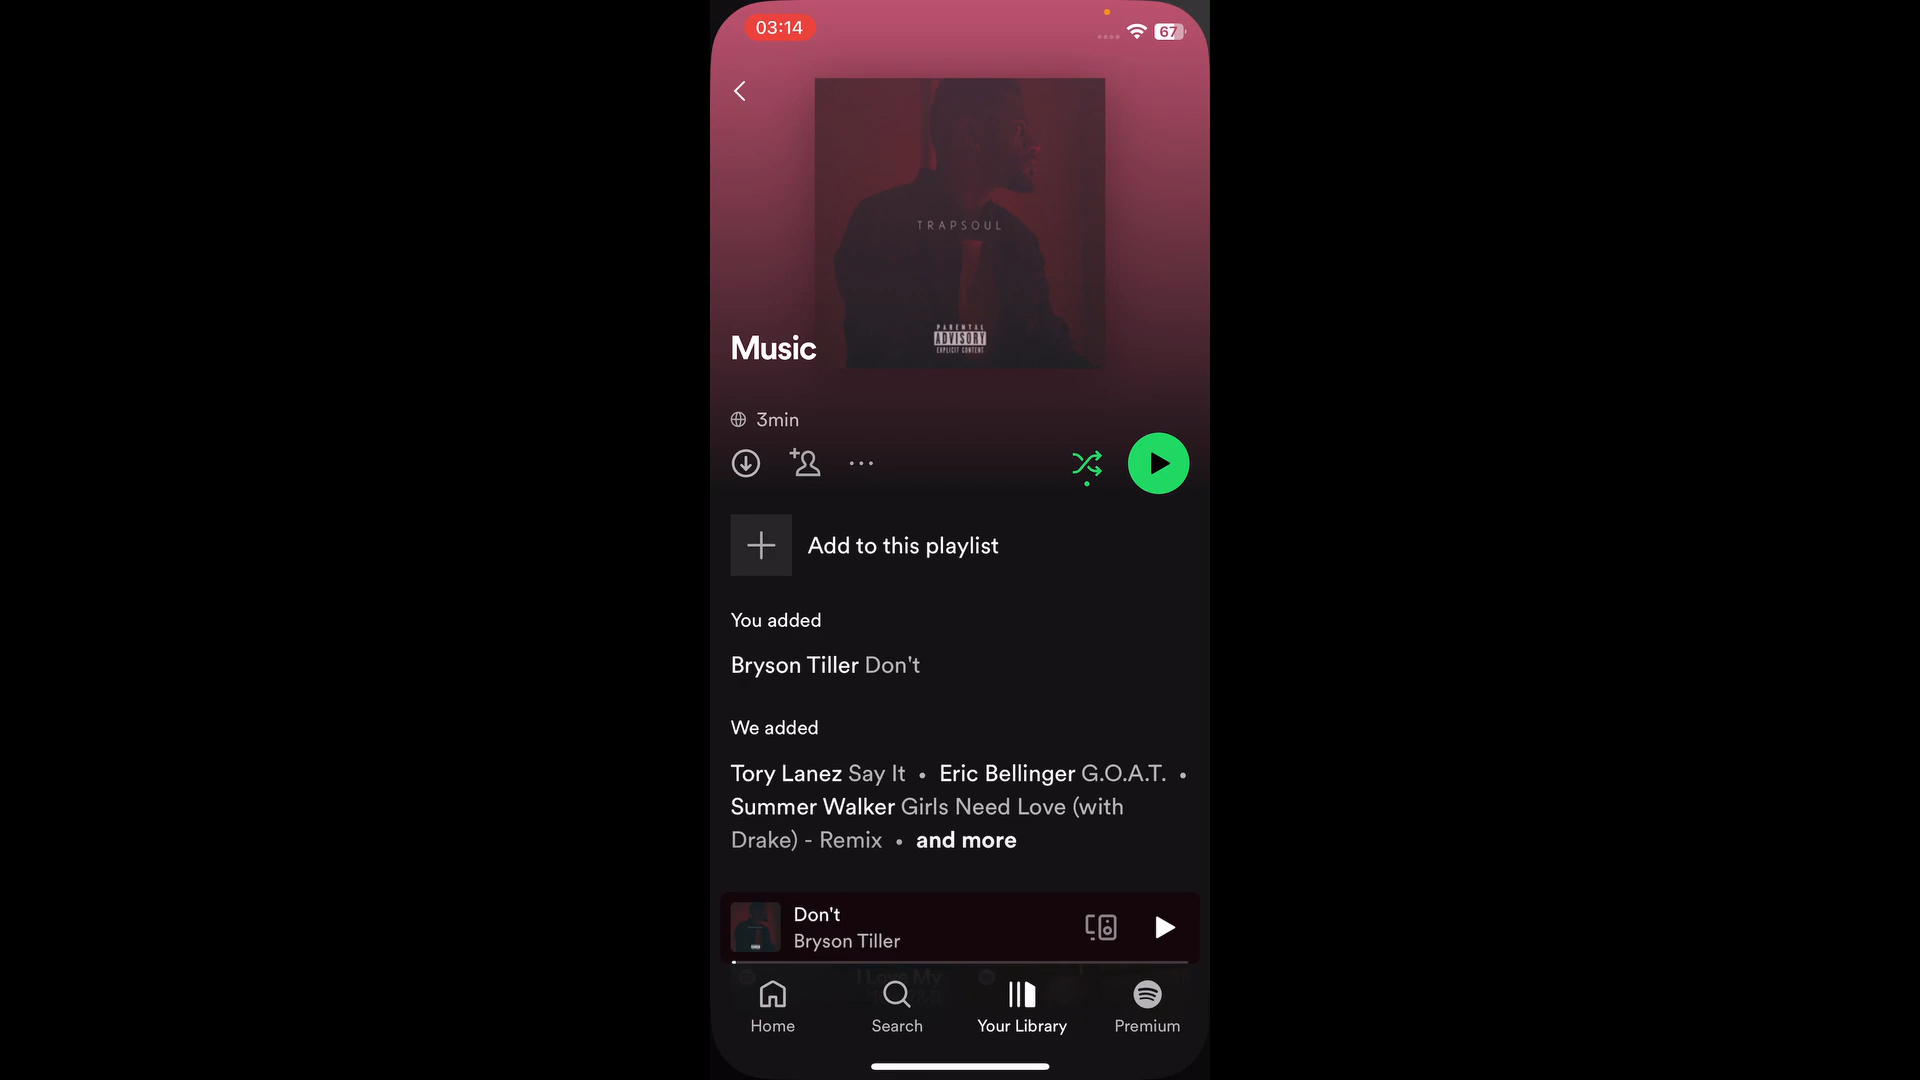 03:14
67
TRAPSOUL
PARENTAL
ADVISORY
EXPLICIT CONTENT
Music
3min
Add to this playlist
You added
Bryson Tiller Don't
We added
Tory Lanez Say It • Eric Bellinger G.O.A.T. •
Summer Walker Girls Need Love (with
Drake) - Remix • and more
Don't
Bryson Tiller
I Love My
Home
Search
Your Library
Premium